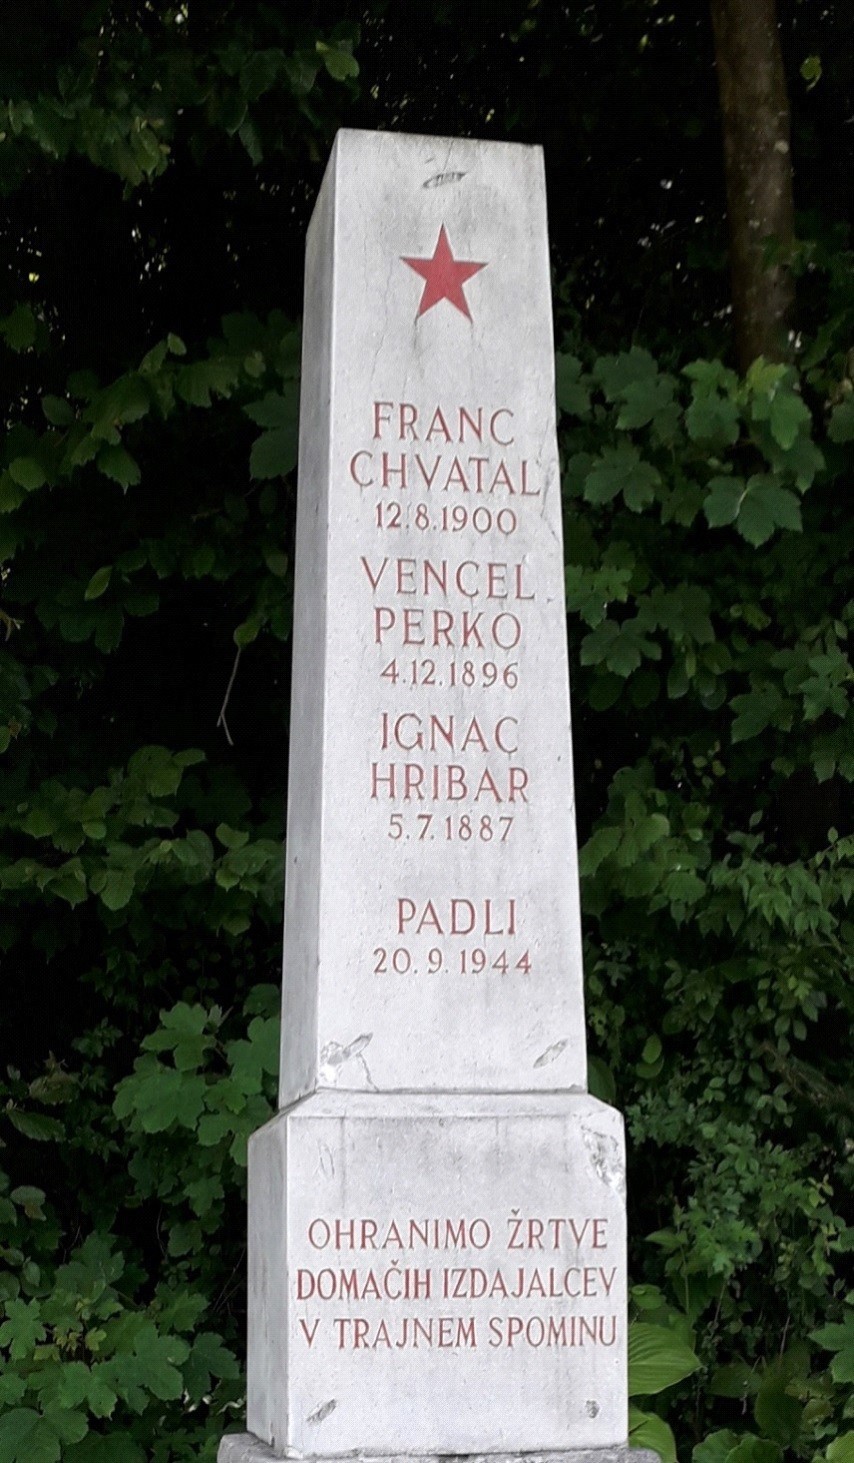 FRANC
CHVATAL
12.8.1900
VENCEL
PERKO
4.12.1896
IGNAC
HRIBAR
5.7.1887
PADLI
20.9.1944
OHRANIMO ŽRTVE
DOMAČIH IZDAJALCEV
V TRAJNEM SPOMINU